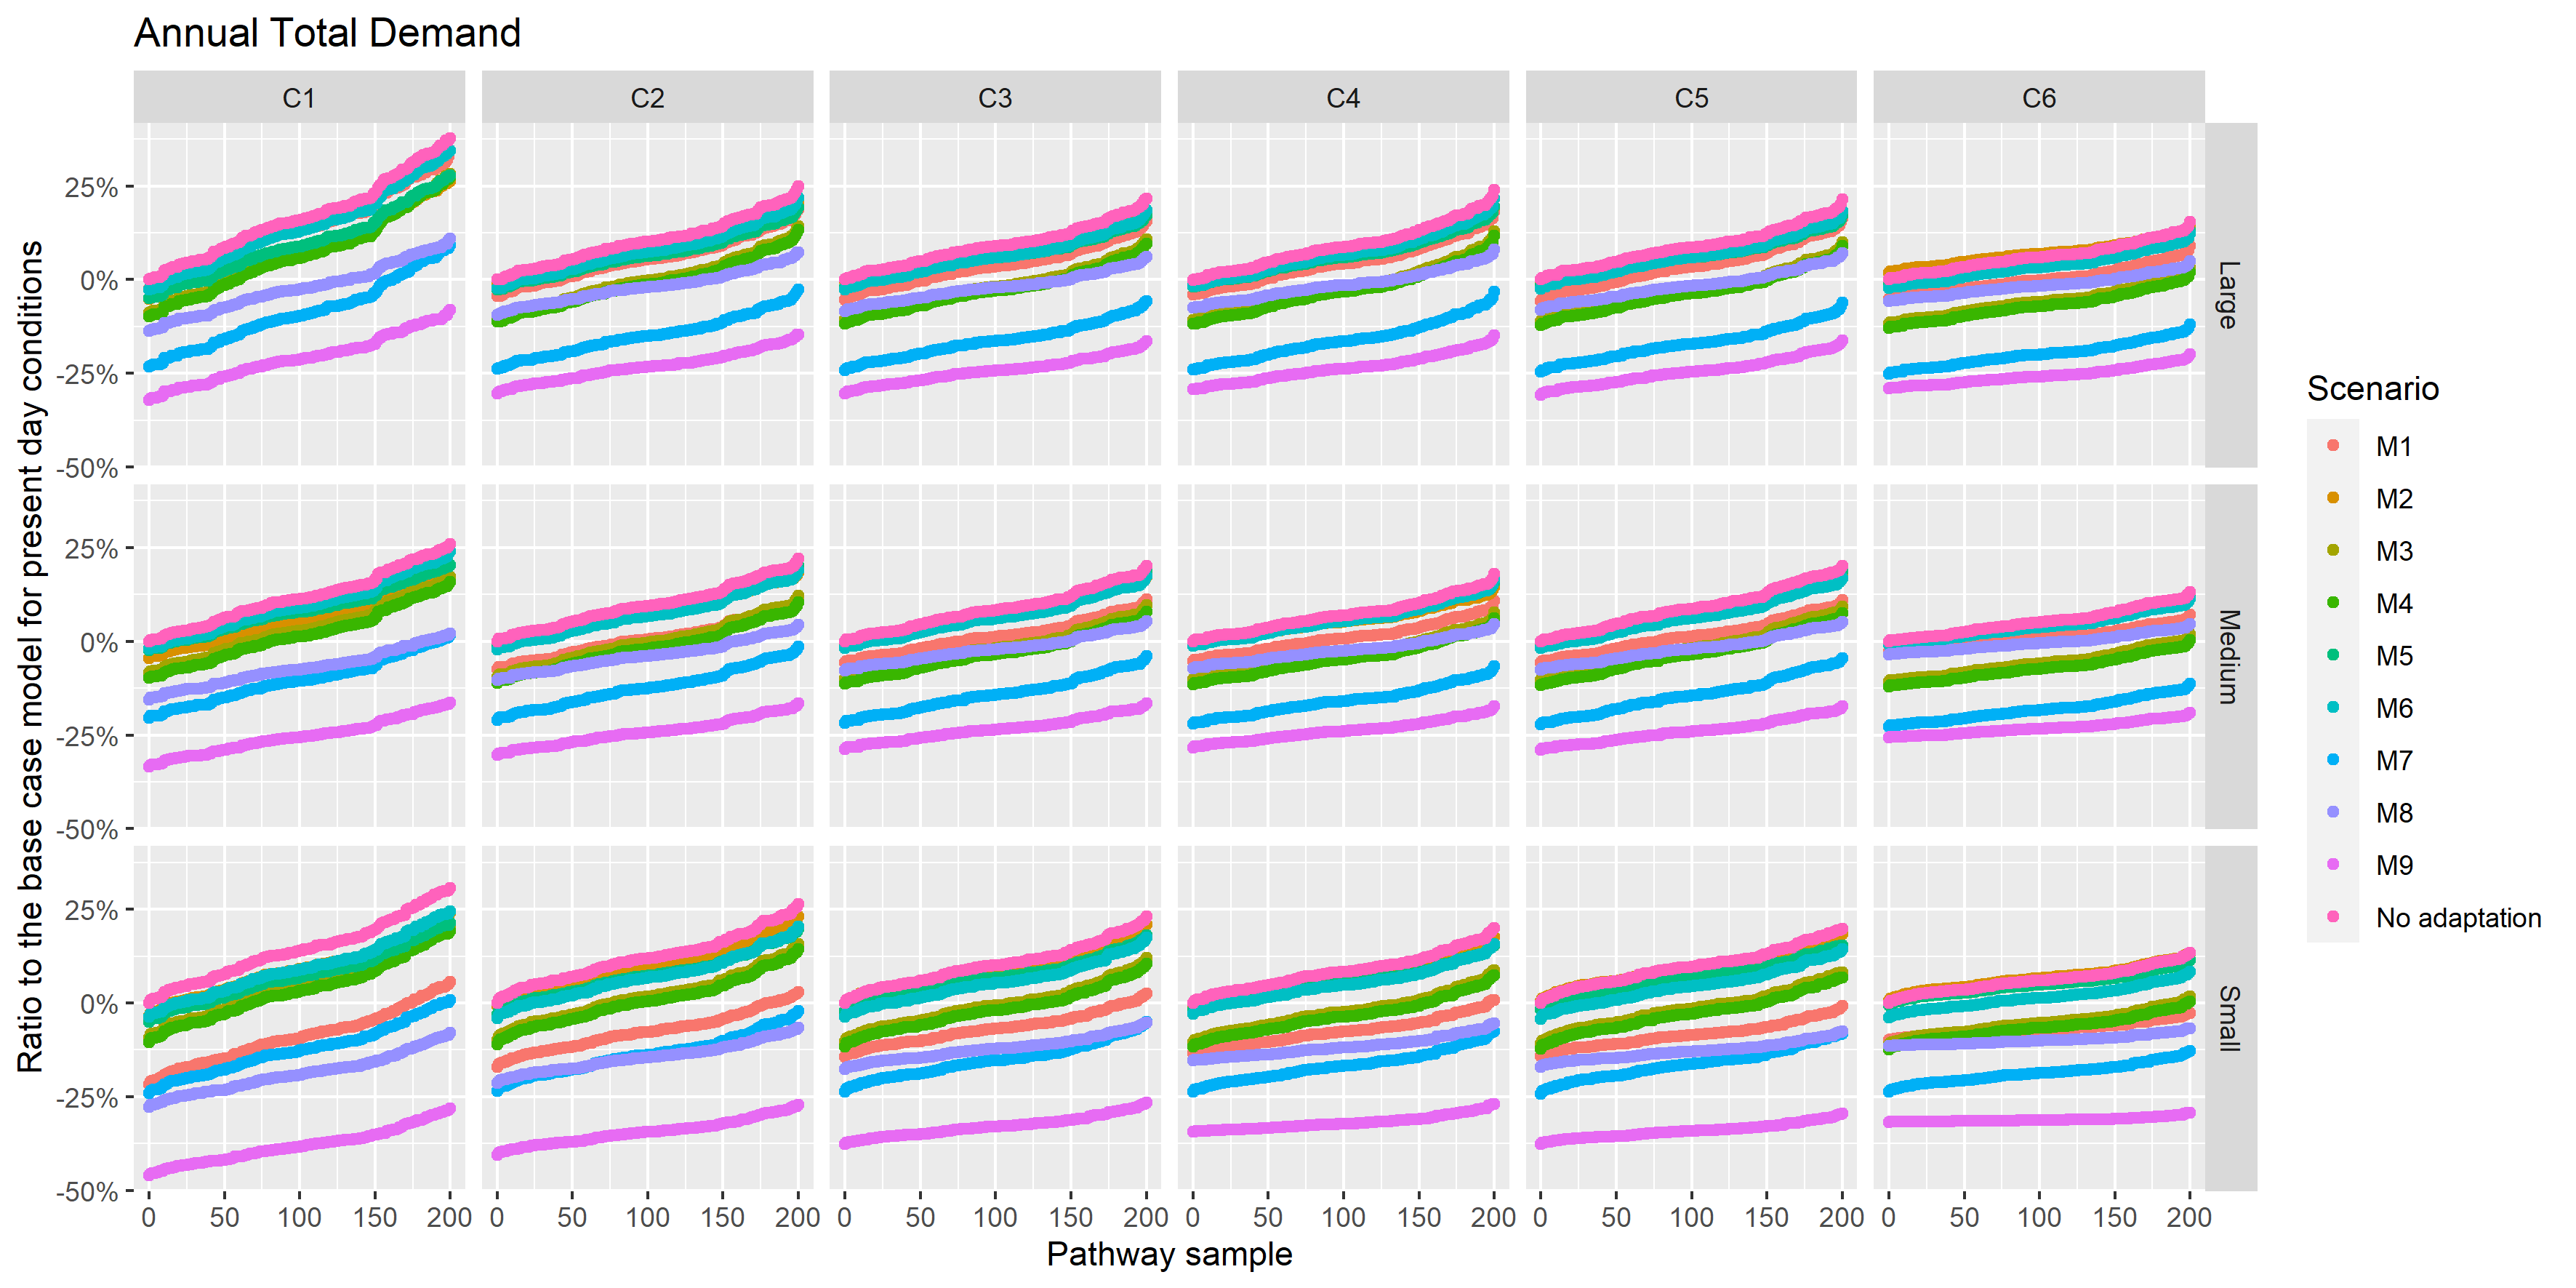 Annual Total Demand
C1 C2 C3 C4 C5 C6
Ratio to the base case model for present day conditions
25%
0%
-25%
-50%
Large
25%
0%
-25%
-50%
Medium
25%
0%
-25%
-50%
Small
0 50 100 150 200 0 50 100 150 200 0 50 100 150 200 0 50 100 150 200 0 50 100 150 200 0 50 100 150 200
Pathway sample
Scenario
M1
M2
M3
M4
M5
M6
M7
M8
M9
No adaptation